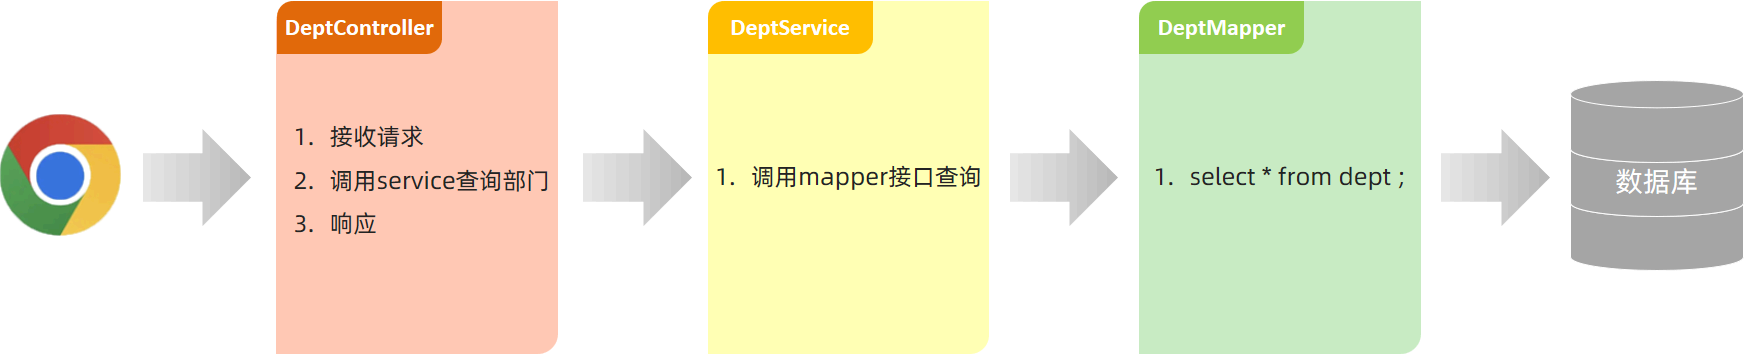 DeptController
1. 接收请求
2. 调用service查询部门
3. 响应
DeptService
1. 调用mapper接口查询
DeptMapper
1. select * from dept ;
数据库